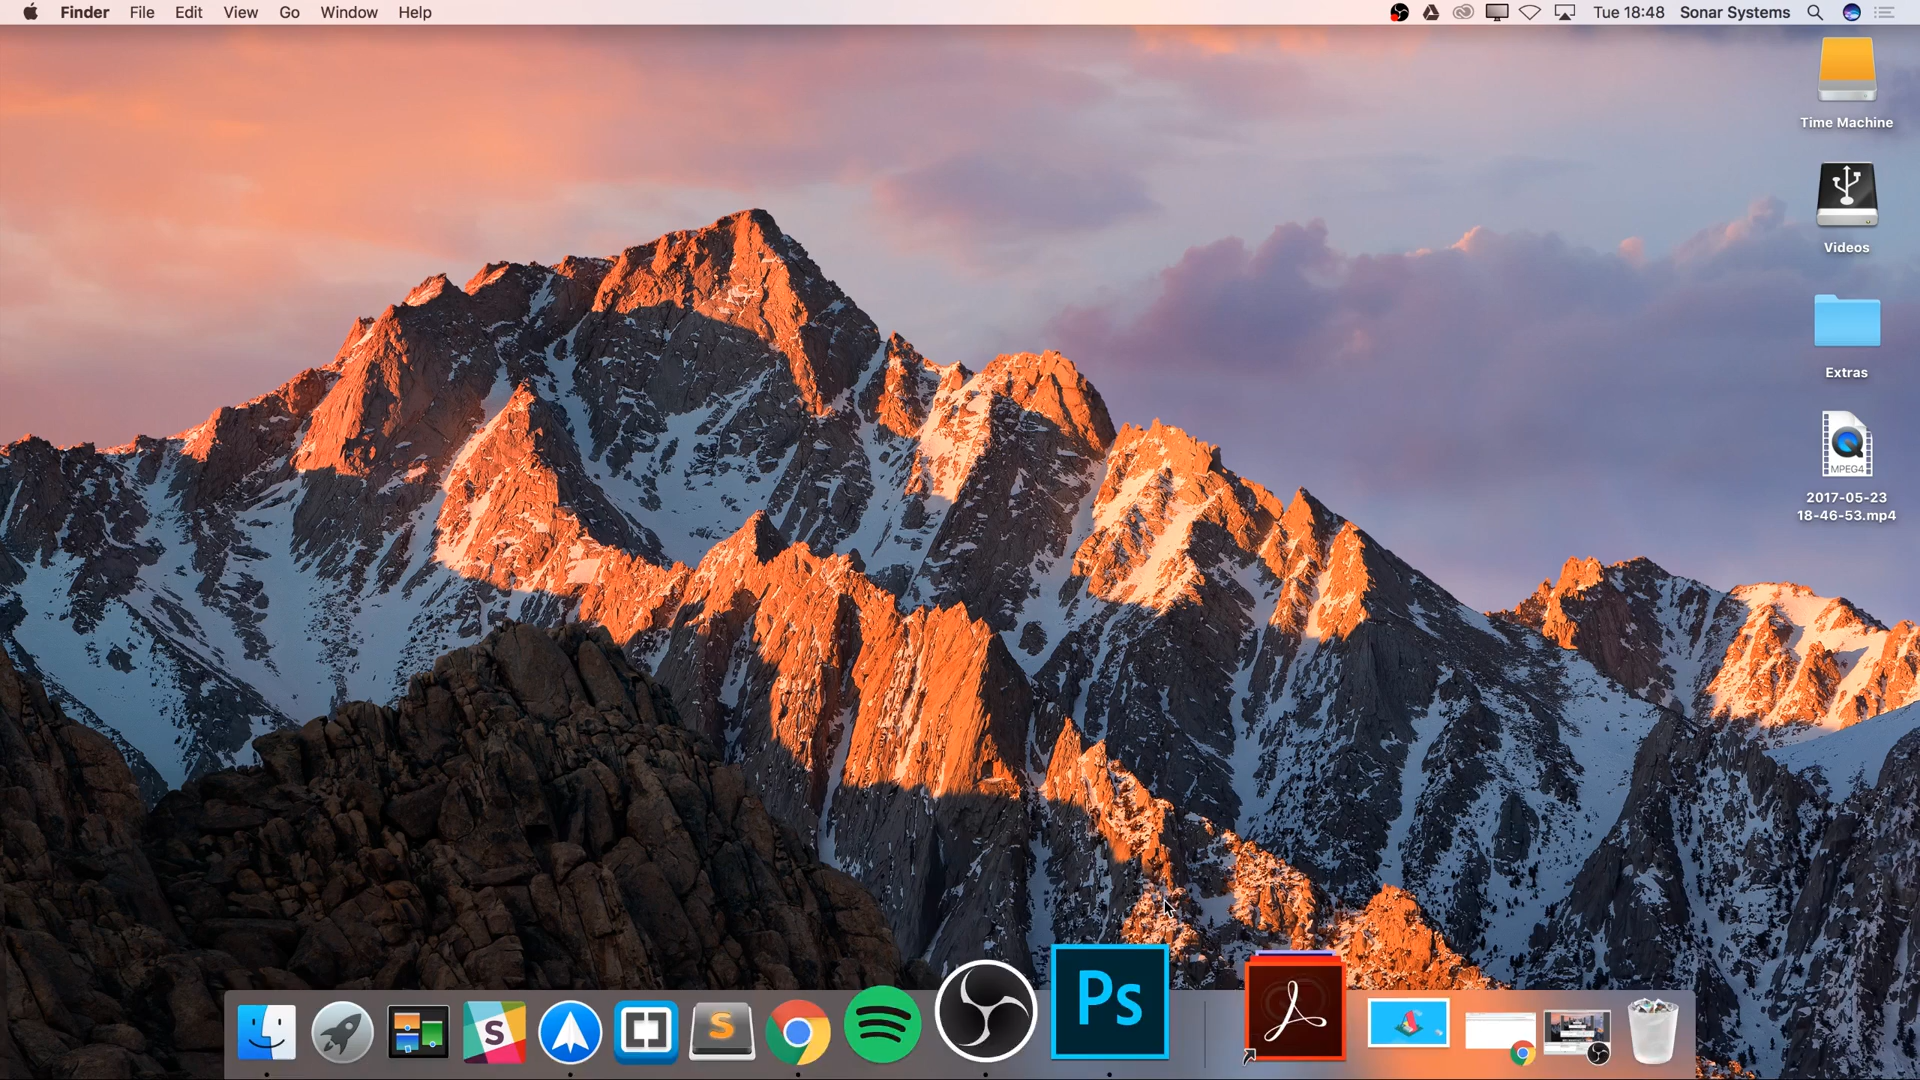 Finder File Edit View Go Window Help Tue 18:48 Sonar Systems
Time Machine
Videos
Extras
MPEG4
2017-05-23
18-46-53.mp4
S
S
Ps